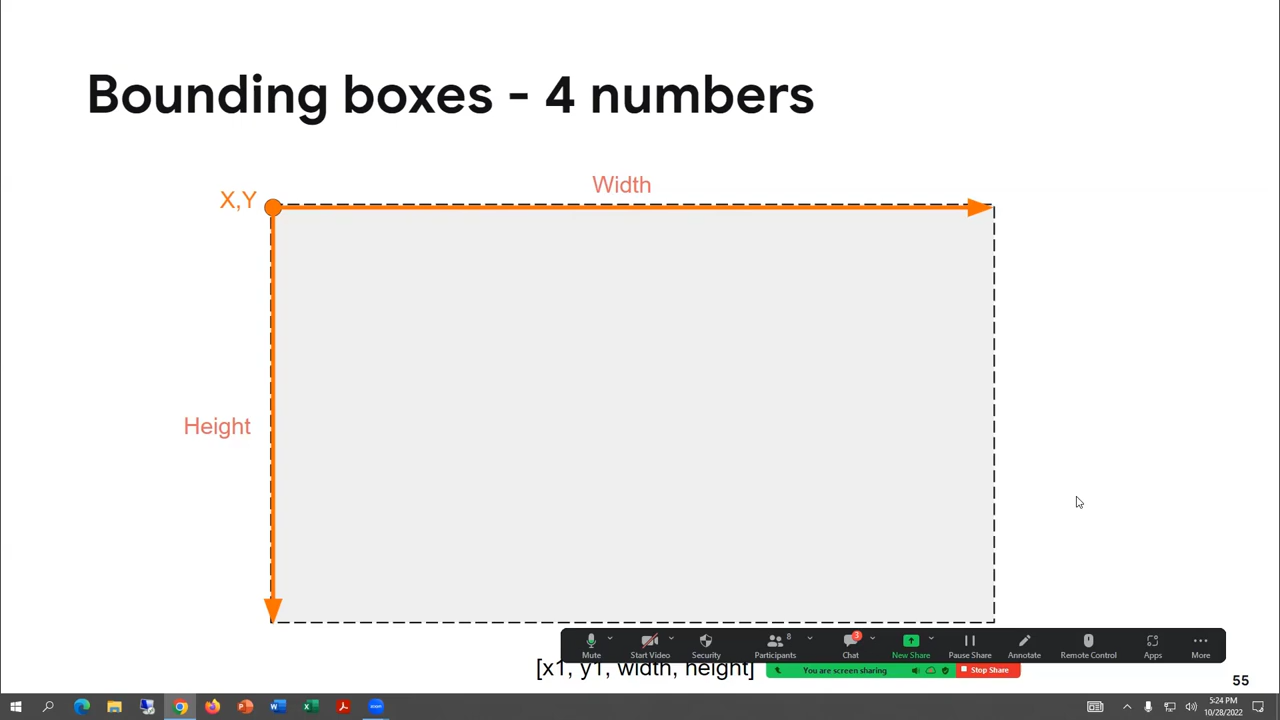 Bounding boxes - 4 numbers
Width
X,Y
Height
Mute
Start Video
Security
8
Participants
3
Chat
New Share
Pause Share
Annotate
Remote Control
Apps
More
[x1, y1, width, height]
You are screen sharing
Stop Share
55
5:24 PM
10/28/2022